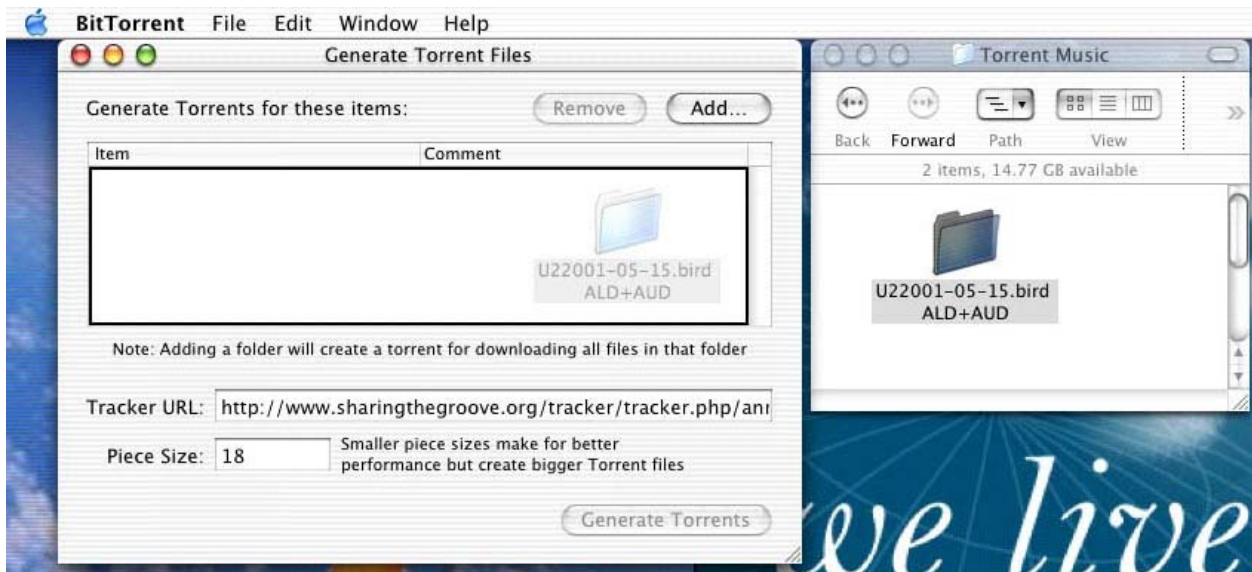 BitTorrent File Edit Window Help
Generate Torrent Files
Generate Torrents for these items:
Remove
Add...
Item
Comment
U22001-05-15.bird
ALD+AUD
Note: Adding a folder will create a torrent for downloading all files in that folder
Tracker URL: http://www.sharingthegroove.org/tracker/tracker.php/ann
Piece Size: 18
Smaller piece sizes make for better
performance but create bigger Torrent files
Generate Torrents
Torrent Music
Back Forward Path View
2 items, 14.77 GB available
U22001-05-15.bird
ALD+AUD
we live